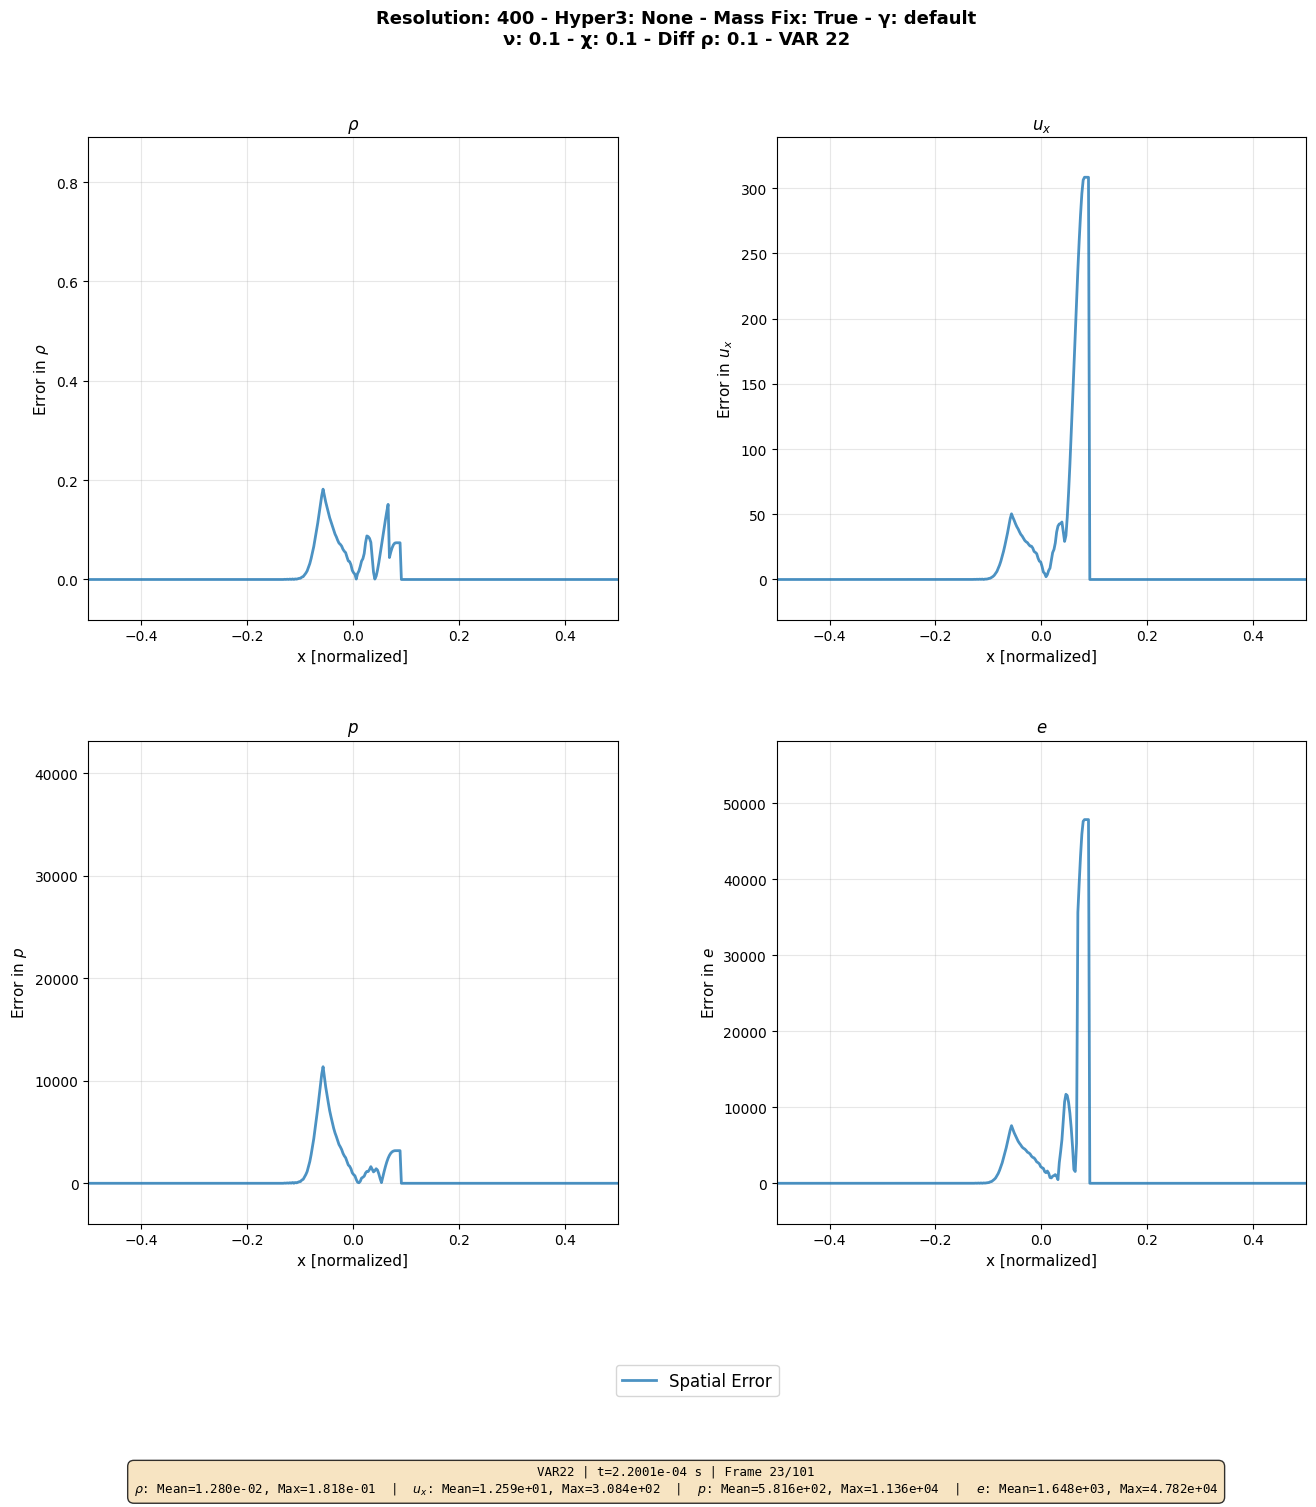 Resolution: 400 - Hyper3: None - Mass Fix: True - γ: default
ν: 0.1 - χ: 0.1 - Diff ρ: 0.1 - VAR 22
ρ
Error in ρ
0.8
0.6
0.4
0.2
0.0
−0.4 −0.2 0.0 0.2 0.4
x [normalized]
u_x
Error in u_x
300
250
200
150
100
50
0
−0.4 −0.2 0.0 0.2 0.4
x [normalized]
p
Error in p
40000
30000
20000
10000
0
−0.4 −0.2 0.0 0.2 0.4
x [normalized]
e
Error in e
50000
40000
30000
20000
10000
0
−0.4 −0.2 0.0 0.2 0.4
x [normalized]
Spatial Error
VAR22 | t=2.2001e-04 s | Frame 23/101
ρ: Mean=1.280e-02, Max=1.818e-01 | u_x: Mean=1.259e+01, Max=3.084e+02 | p: Mean=5.816e+02, Max=1.136e+04 | e: Mean=1.648e+03, Max=4.782e+04